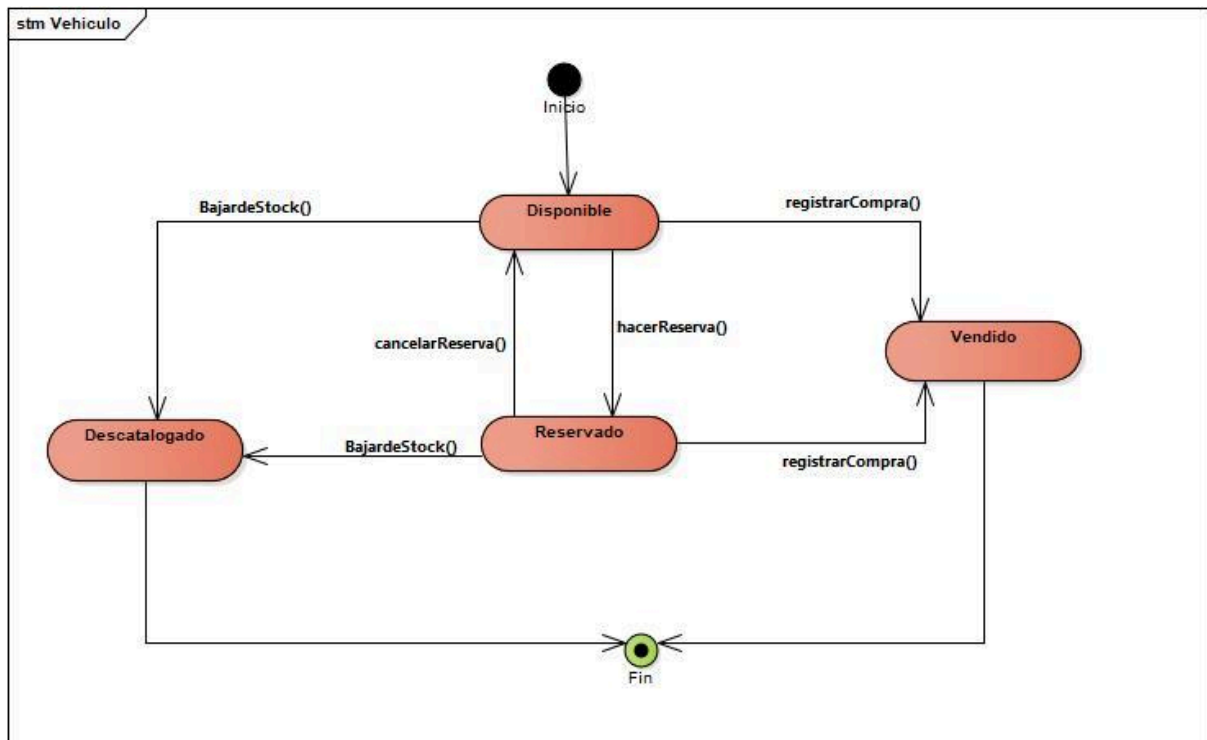 stm Vehiculo
Inicio
Disponible
BajardeStock()
registrarCompra()
cancelarReserva()
hacerReserva()
Vendido
Descatalogado
Reservado
BajardeStock()
registrarCompra()
Fin